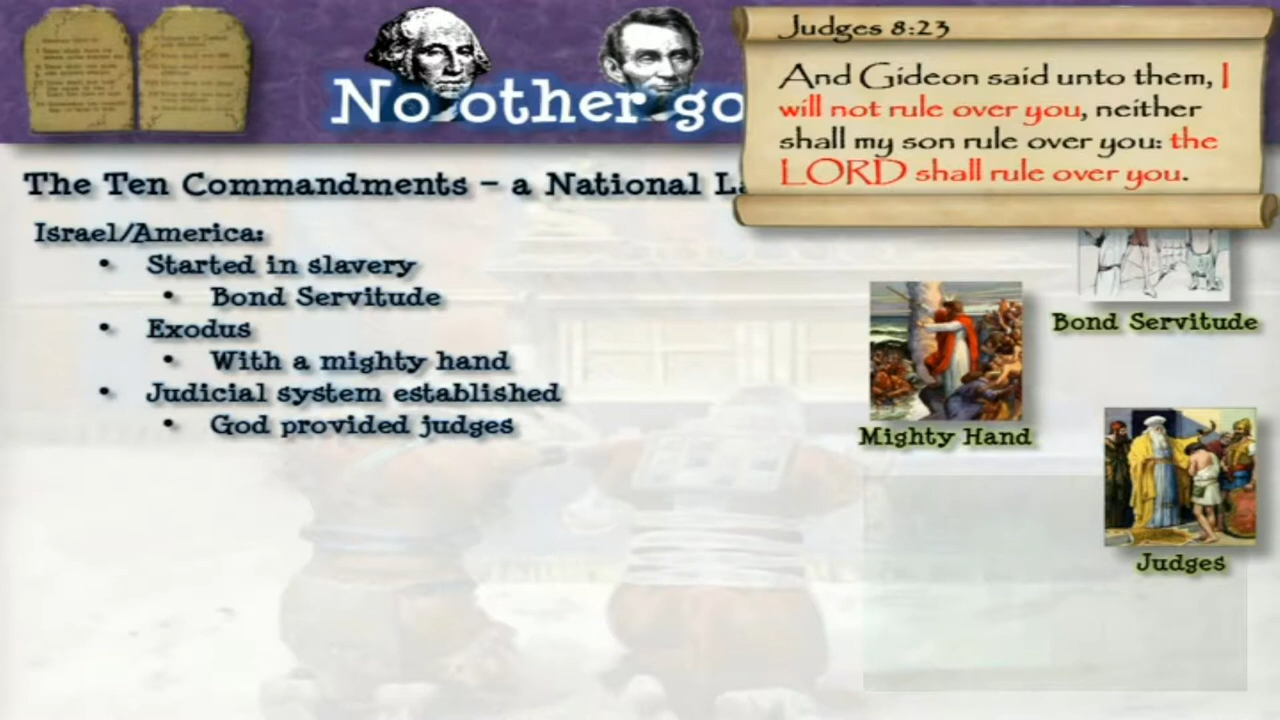 No other go
Judges 8:23
And Gideon said unto them, I
will not rule over you, neither
shall my son rule over you: the
LORD shall rule over you.
The Ten Commandments – a National La
Israel/America:
• Started in slavery
• Bond Servitude
• Exodus
• With a mighty hand
• Judicial system established
• God provided judges
Bond Servitude
Mighty Hand
Judges